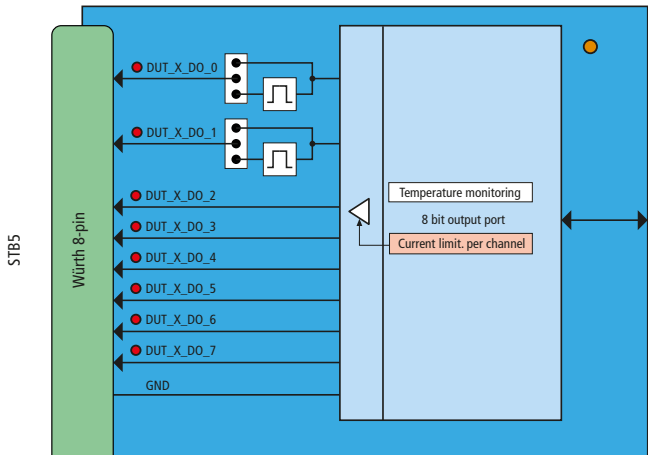 STB5
Würth 8-pin
DUT_X_DO_0
DUT_X_DO_1
DUT_X_DO_2
DUT_X_DO_3
DUT_X_DO_4
DUT_X_DO_5
DUT_X_DO_6
DUT_X_DO_7
GND
Temperature monitoring
8 bit output port
Current limit. per channel